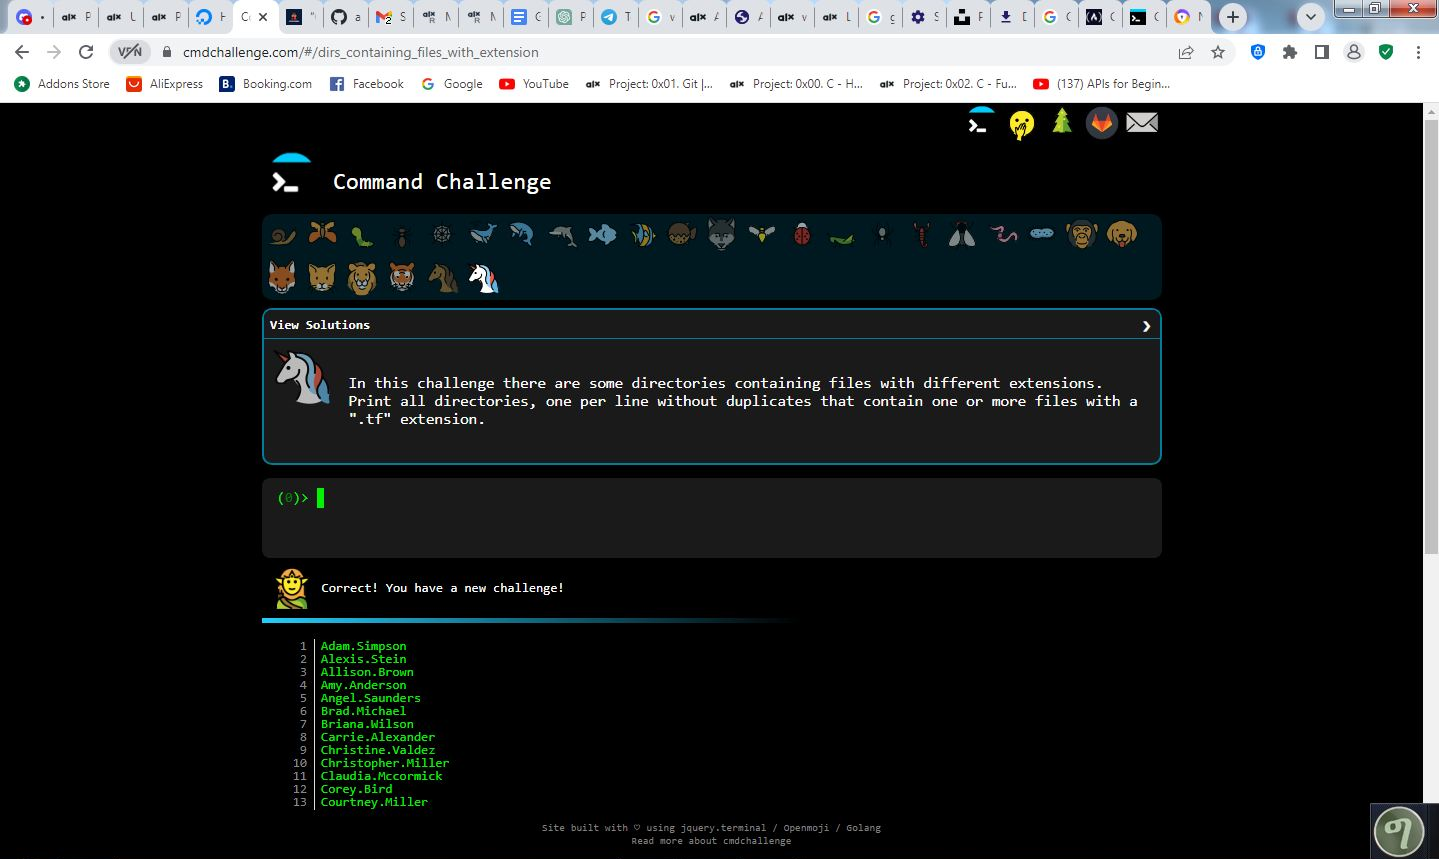 cmdchallenge.com/#/dirs_containing_files_with_extension
VPN
Addons Store
AliExpress
Booking.com
Facebook
Google
YouTube
Project: 0x01. Git |...
Project: 0x00. C - H...
Project: 0x02. C - Fu...
(137) APIs for Begin...
Command Challenge
View Solutions
In this challenge there are some directories containing files with different extensions.
Print all directories, one per line without duplicates that contain one or more files with a
".tf" extension.
(0)>
Correct! You have a new challenge!
1 Adam.Simpson
2 Alexis.Stein
3 Allison.Brown
4 Amy.Anderson
5 Angel.Saunders
6 Brad.Michael
7 Briana.Wilson
8 Carrie.Alexander
9 Christine.Valdez
10 Christopher.Miller
11 Claudia.Mccormick
12 Corey.Bird
13 Courtney.Miller
Site built with ♡ using jquery.terminal / Openmoji / Golang
Read more about cmdchallenge